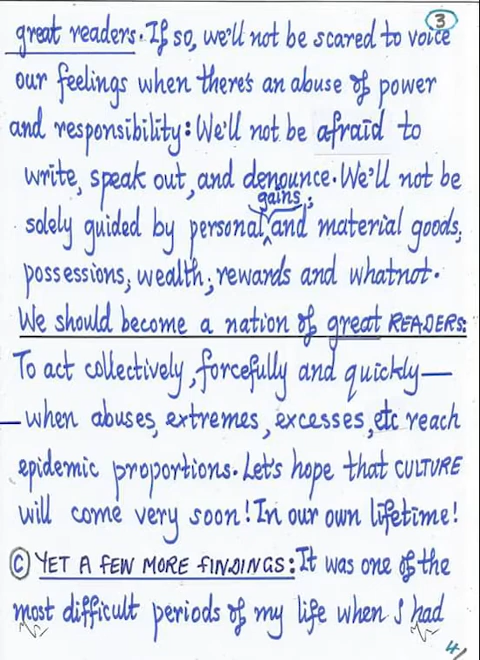 3
great readers. If so, we'll not be scared to voice
our feelings when there's an abuse of power
and responsibility: We'll not be afraid to
write, speak out, and denounce. We'll not be
gains;
solely guided by personal and material goods,
possessions, wealth, rewards and whatnot.
We should become a nation of great READERS:
To act collectively, forcefully and quickly—
—when abuses, extremes, excesses, etc reach
epidemic proportions. Let's hope that CULTURE
will come very soon! In our own lifetime!
C YET A FEW MORE FINDINGS: It was one of the
most difficult periods of my life when I had
4/